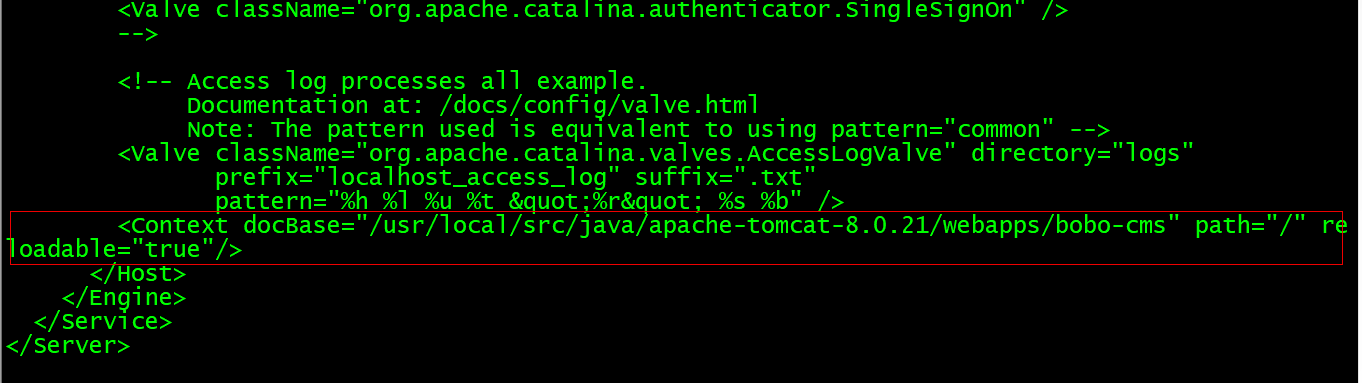 <Valve className="org.apache.catalina.authenticator.SingleSignOn" />
-->
<!-- Access log processes all example.
Documentation at: /docs/config/valve.html
Note: The pattern used is equivalent to using pattern="common" -->
<Valve className="org.apache.catalina.valves.AccessLogValve" directory="logs"
prefix="localhost_access_log" suffix=".txt"
pattern="%h %l %u %t &quot;%r&quot; %s %b" />
<Context docBase="/usr/local/src/java/apache-tomcat-8.0.21/webapps/bobo-cms" path="/" re
loadable="true"/>
</Host>
</Engine>
</Service>
</Server>